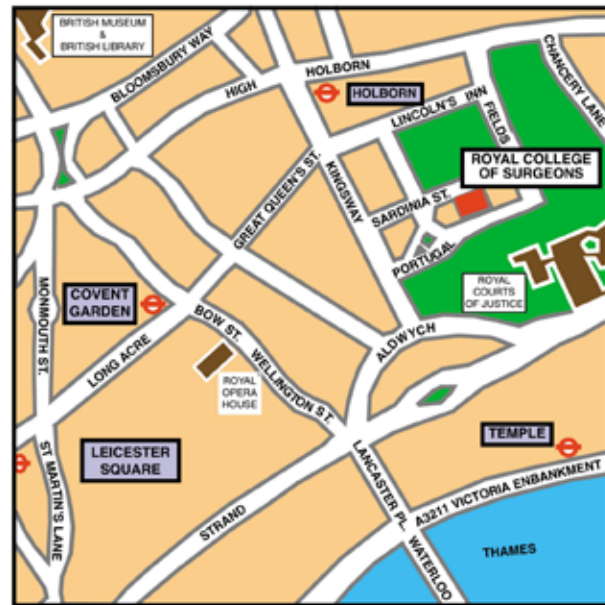 BRITISH MUSEUM
&
BRITISH LIBRARY
BLOOMSBURY WAY
HIGH
HOLBORN
CHANCERY LANE
HOLBORN
LINCOLN'S INN
FIELDS
ROYAL COLLEGE
OF SURGEONS
GREAT QUEEN'S ST.
KINGSWAY
SARDINIA ST.
PORTUGAL
ROYAL
COURTS
OF JUSTICE
MONMOUTH ST.
COVENT
GARDEN
BOW ST.
LONG ACRE
ALDWYCH
ROYAL
OPERA
HOUSE
WELLINGTON ST.
TEMPLE
LEICESTER
SQUARE
ST MARTIN'S LANE
STRAND
LANCASTER PL.
WATERLOO
A3211 VICTORIA ENBANKMENT
THAMES